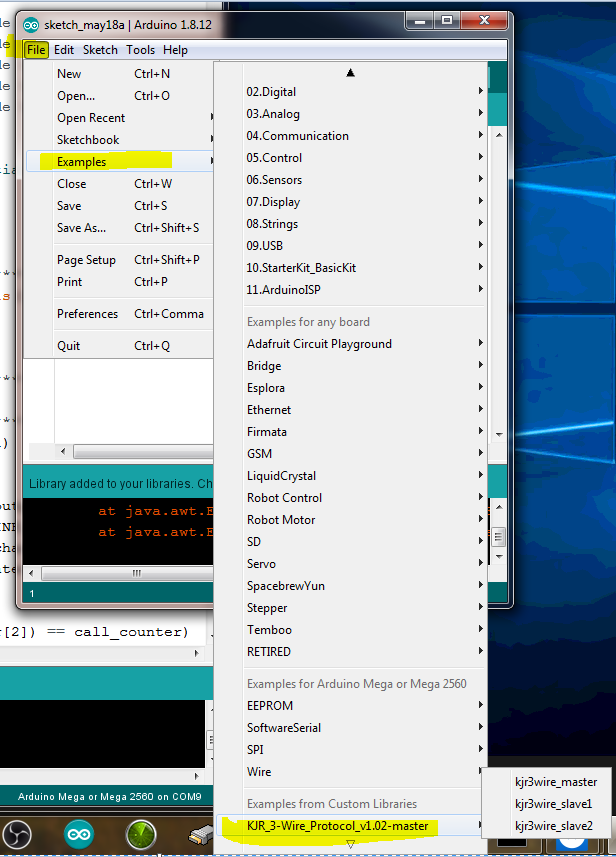 sketch_may18a | Arduino 1.8.12
File Edit Sketch Tools Help
New Ctrl+N
Open... Ctrl+O
Open Recent
Sketchbook
Examples
Close Ctrl+W
Save Ctrl+S
Save As... Ctrl+Shift+S
Page Setup Ctrl+Shift+P
Print Ctrl+P
Preferences Ctrl+Comma
Quit Ctrl+Q
02.Digital
03.Analog
04.Communication
05.Control
06.Sensors
07.Display
08.Strings
09.USB
10.StarterKit_BasicKit
11.ArduinoISP
Examples for any board
Adafruit Circuit Playground
Bridge
Esplora
Ethernet
Firmata
GSM
LiquidCrystal
Robot Control
Robot Motor
SD
Servo
SpacebrewYun
Stepper
Temboo
RETIRED
Examples for Arduino Mega or Mega 2560
EEPROM
SoftwareSerial
SPI
Wire
Examples from Custom Libraries
KJR_3-Wire_Protocol_v1.02-master
kjr3wire_master
kjr3wire_slave1
kjr3wire_slave2
Library added to your libraries. Ch
at java.awt.E
at java.awt.E
1
r[2]) == call_counter)
Arduino Mega or Mega 2560 on COM9